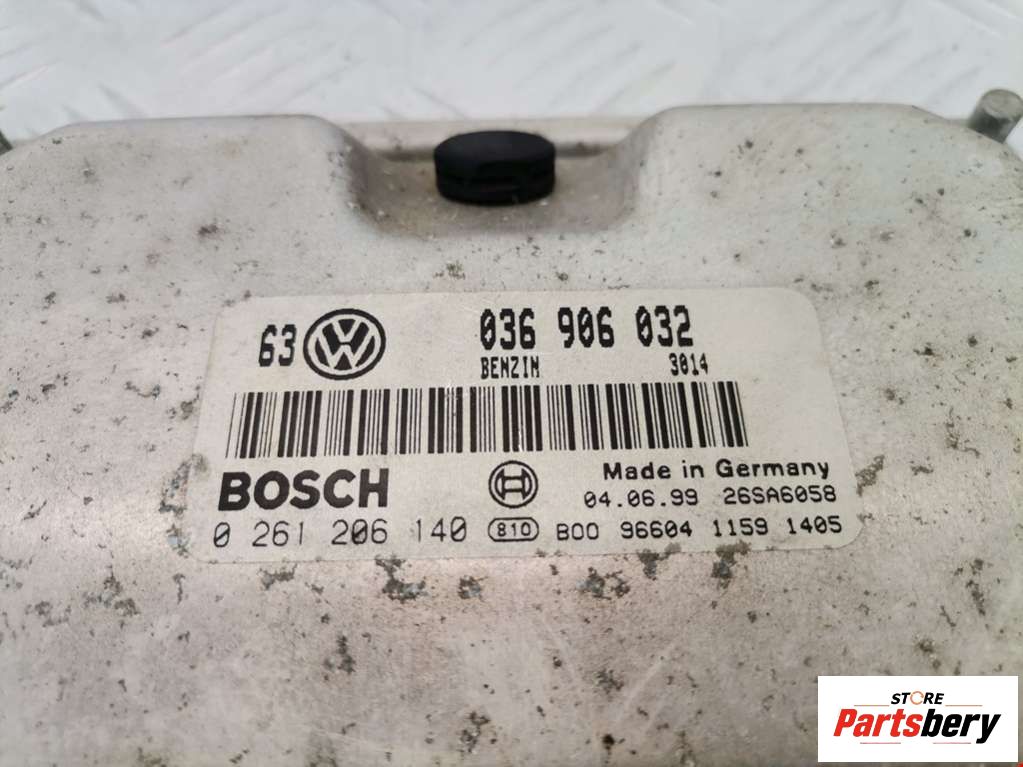 63 VW 036 906 032
BENZIN 3014
BOSCH Made in Germany
04.06.99 26SA6058
0 261 206 140 810 B00 96604 1159 1405
STORE
Partsbery